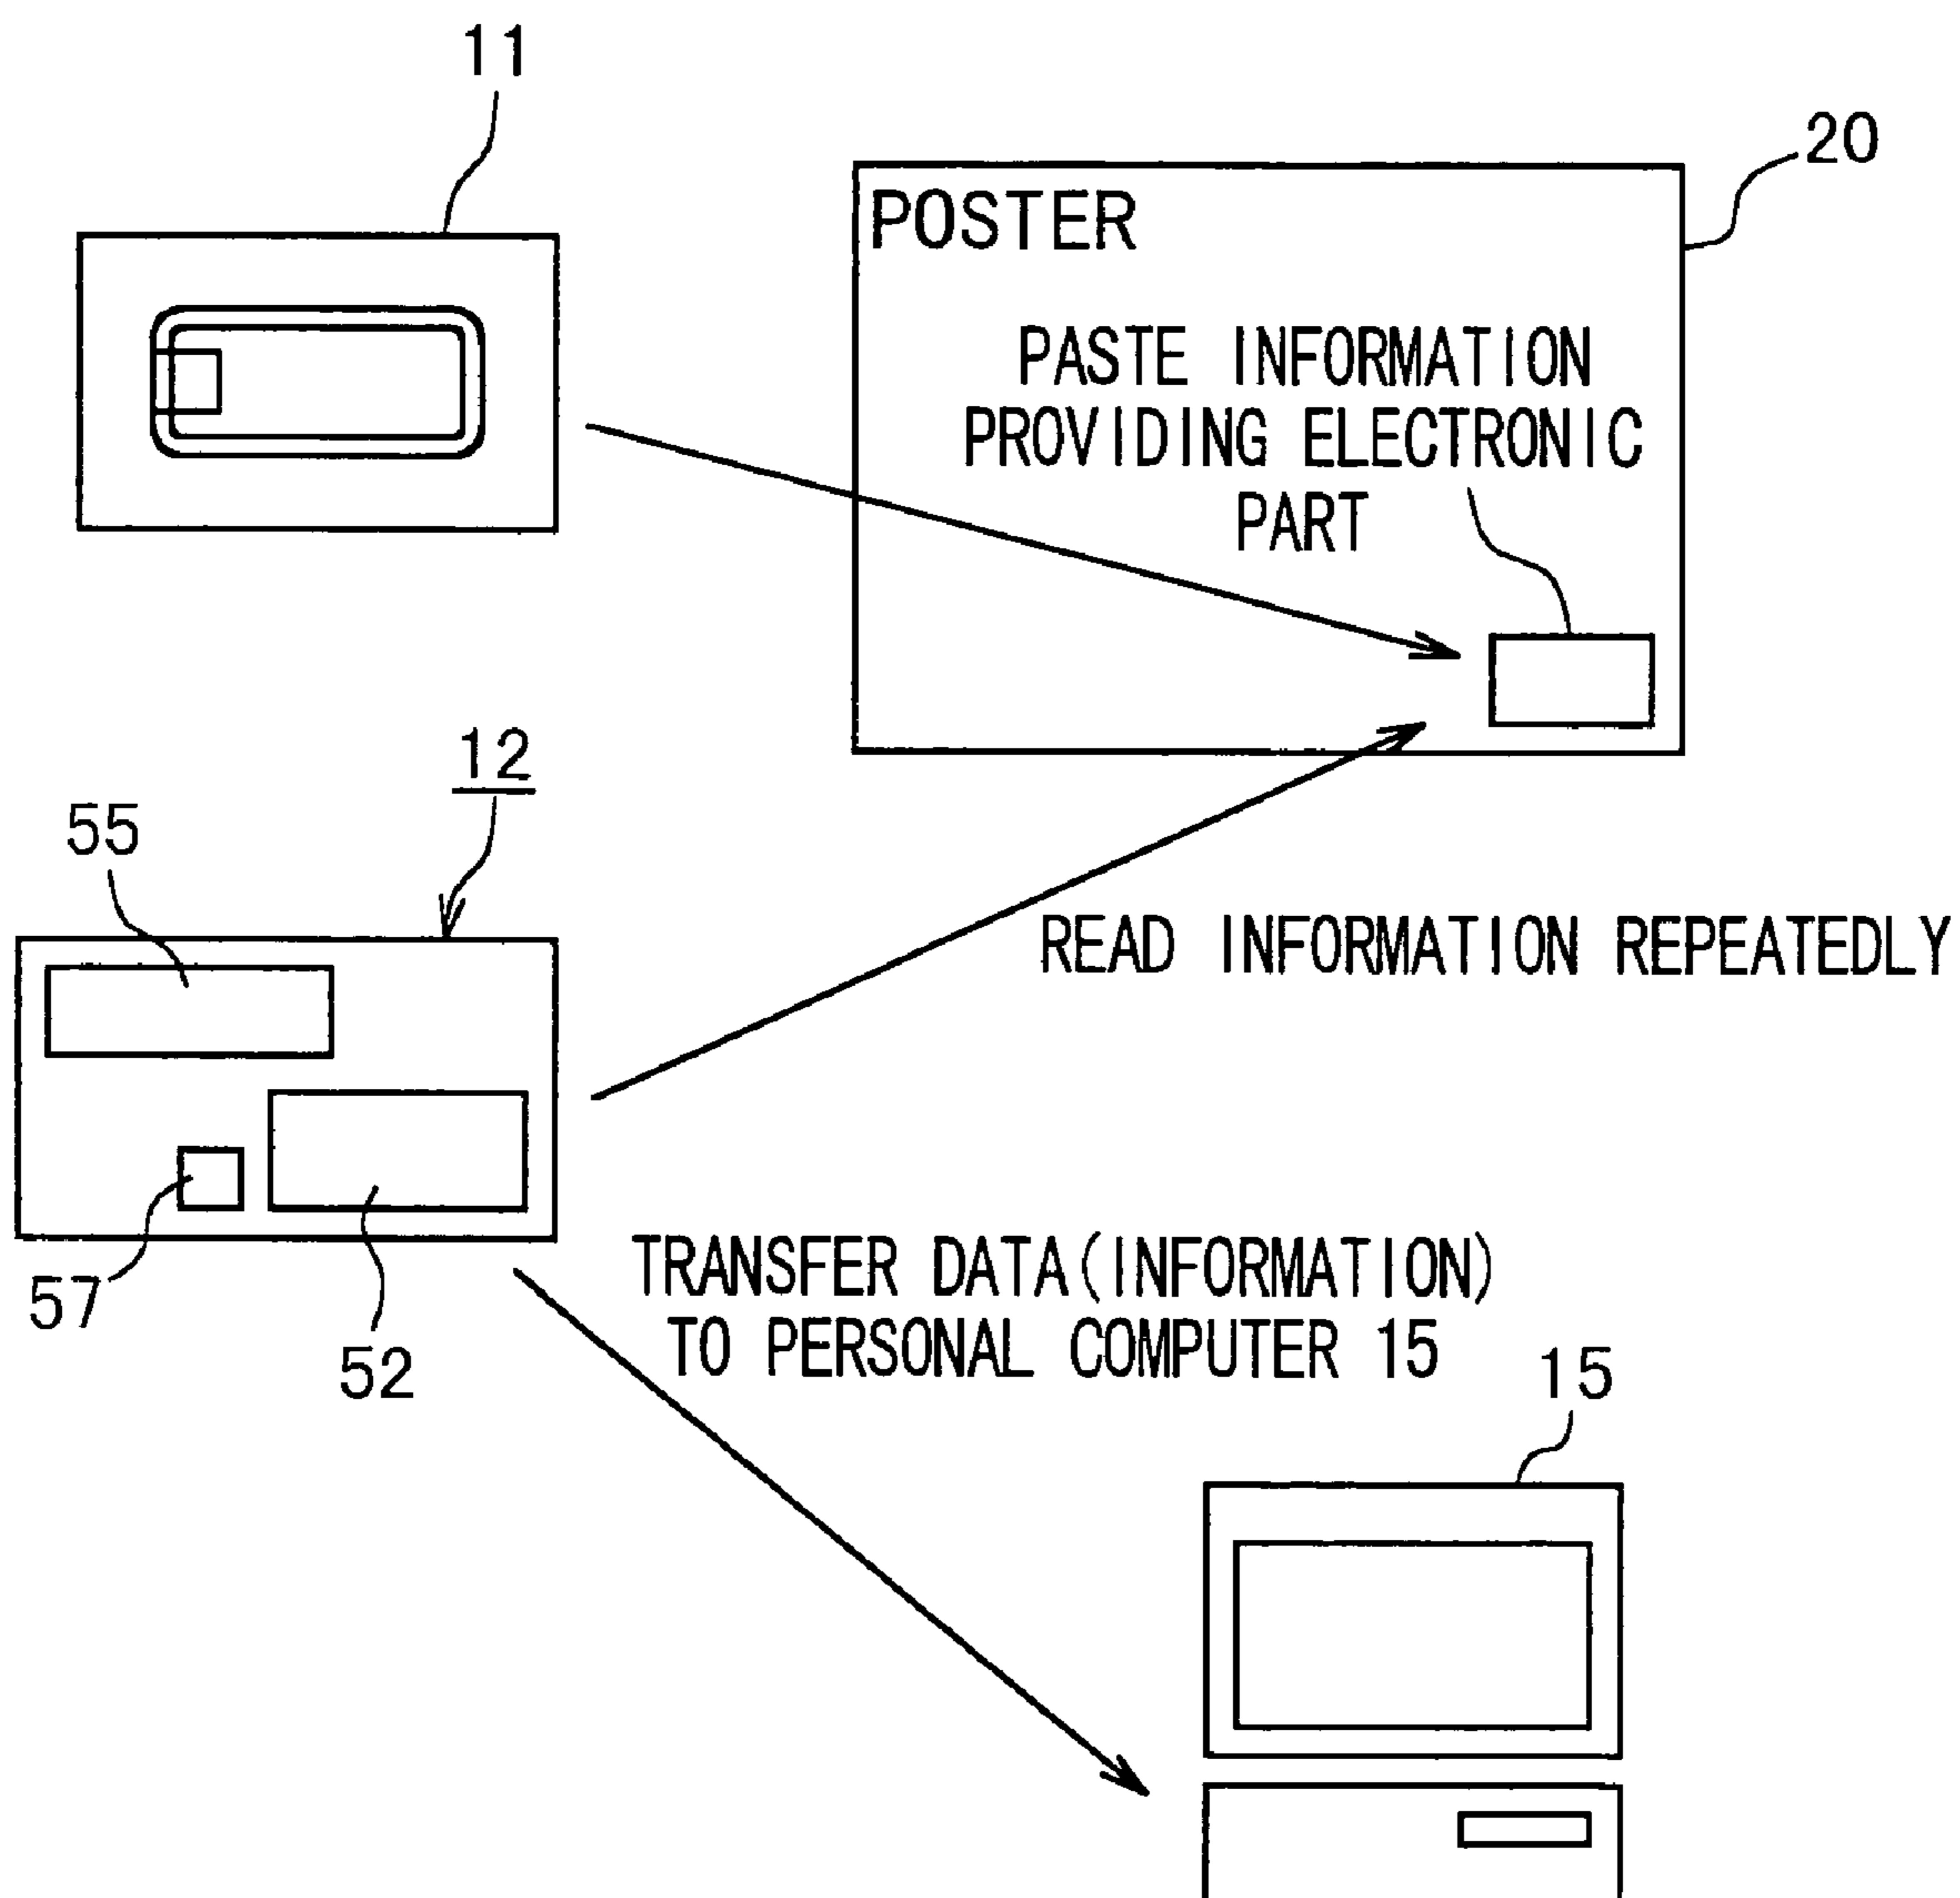 11
20
POSTER
PASTE INFORMATION
PROVIDING ELECTRONIC
PART
12
55
READ INFORMATION REPEATEDLY
57
52
TRANSFER DATA(INFORMATION)
TO PERSONAL COMPUTER 15
15